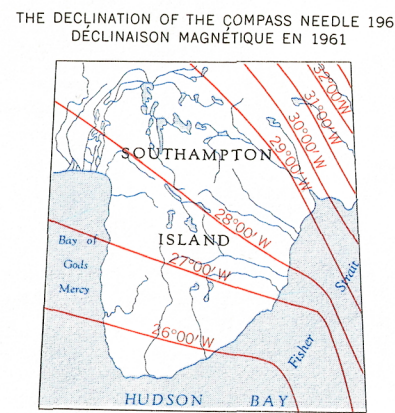 THE DECLINATION OF THE COMPASS NEEDLE 196
DÉCLINAISON MAGNÉTIQUE EN 1961
32°00'W
31°00'W
30°00'W
29°00'W
SOUTHAMPTON
28°00'W
ISLAND
27°00'W
26°00'W
Bay of
Gods
Mercy
Strait
Fisher
HUDSON BAY